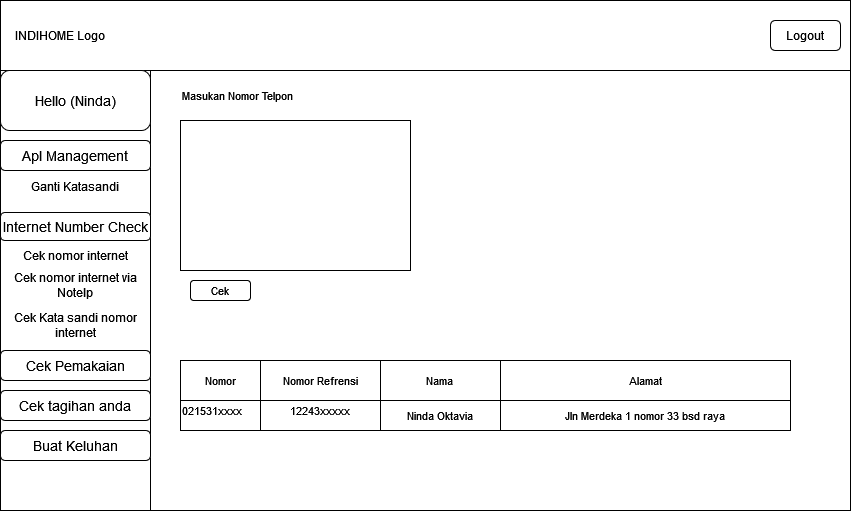 INDIHOME Logo
Logout
Hello (Ninda)
Apl Management
Ganti Katasandi
Internet Number Check
Cek nomor internet
Cek nomor internet via
Notelp
Cek Kata sandi nomor
internet
Cek Pemakaian
Cek tagihan anda
Buat Keluhan
Masukan Nomor Telpon
Cek
Nomor Nomor Refrensi Nama Alamat
021531xxxx 12243xxxxx Ninda Oktavia Jln Merdeka 1 nomor 33 bsd raya